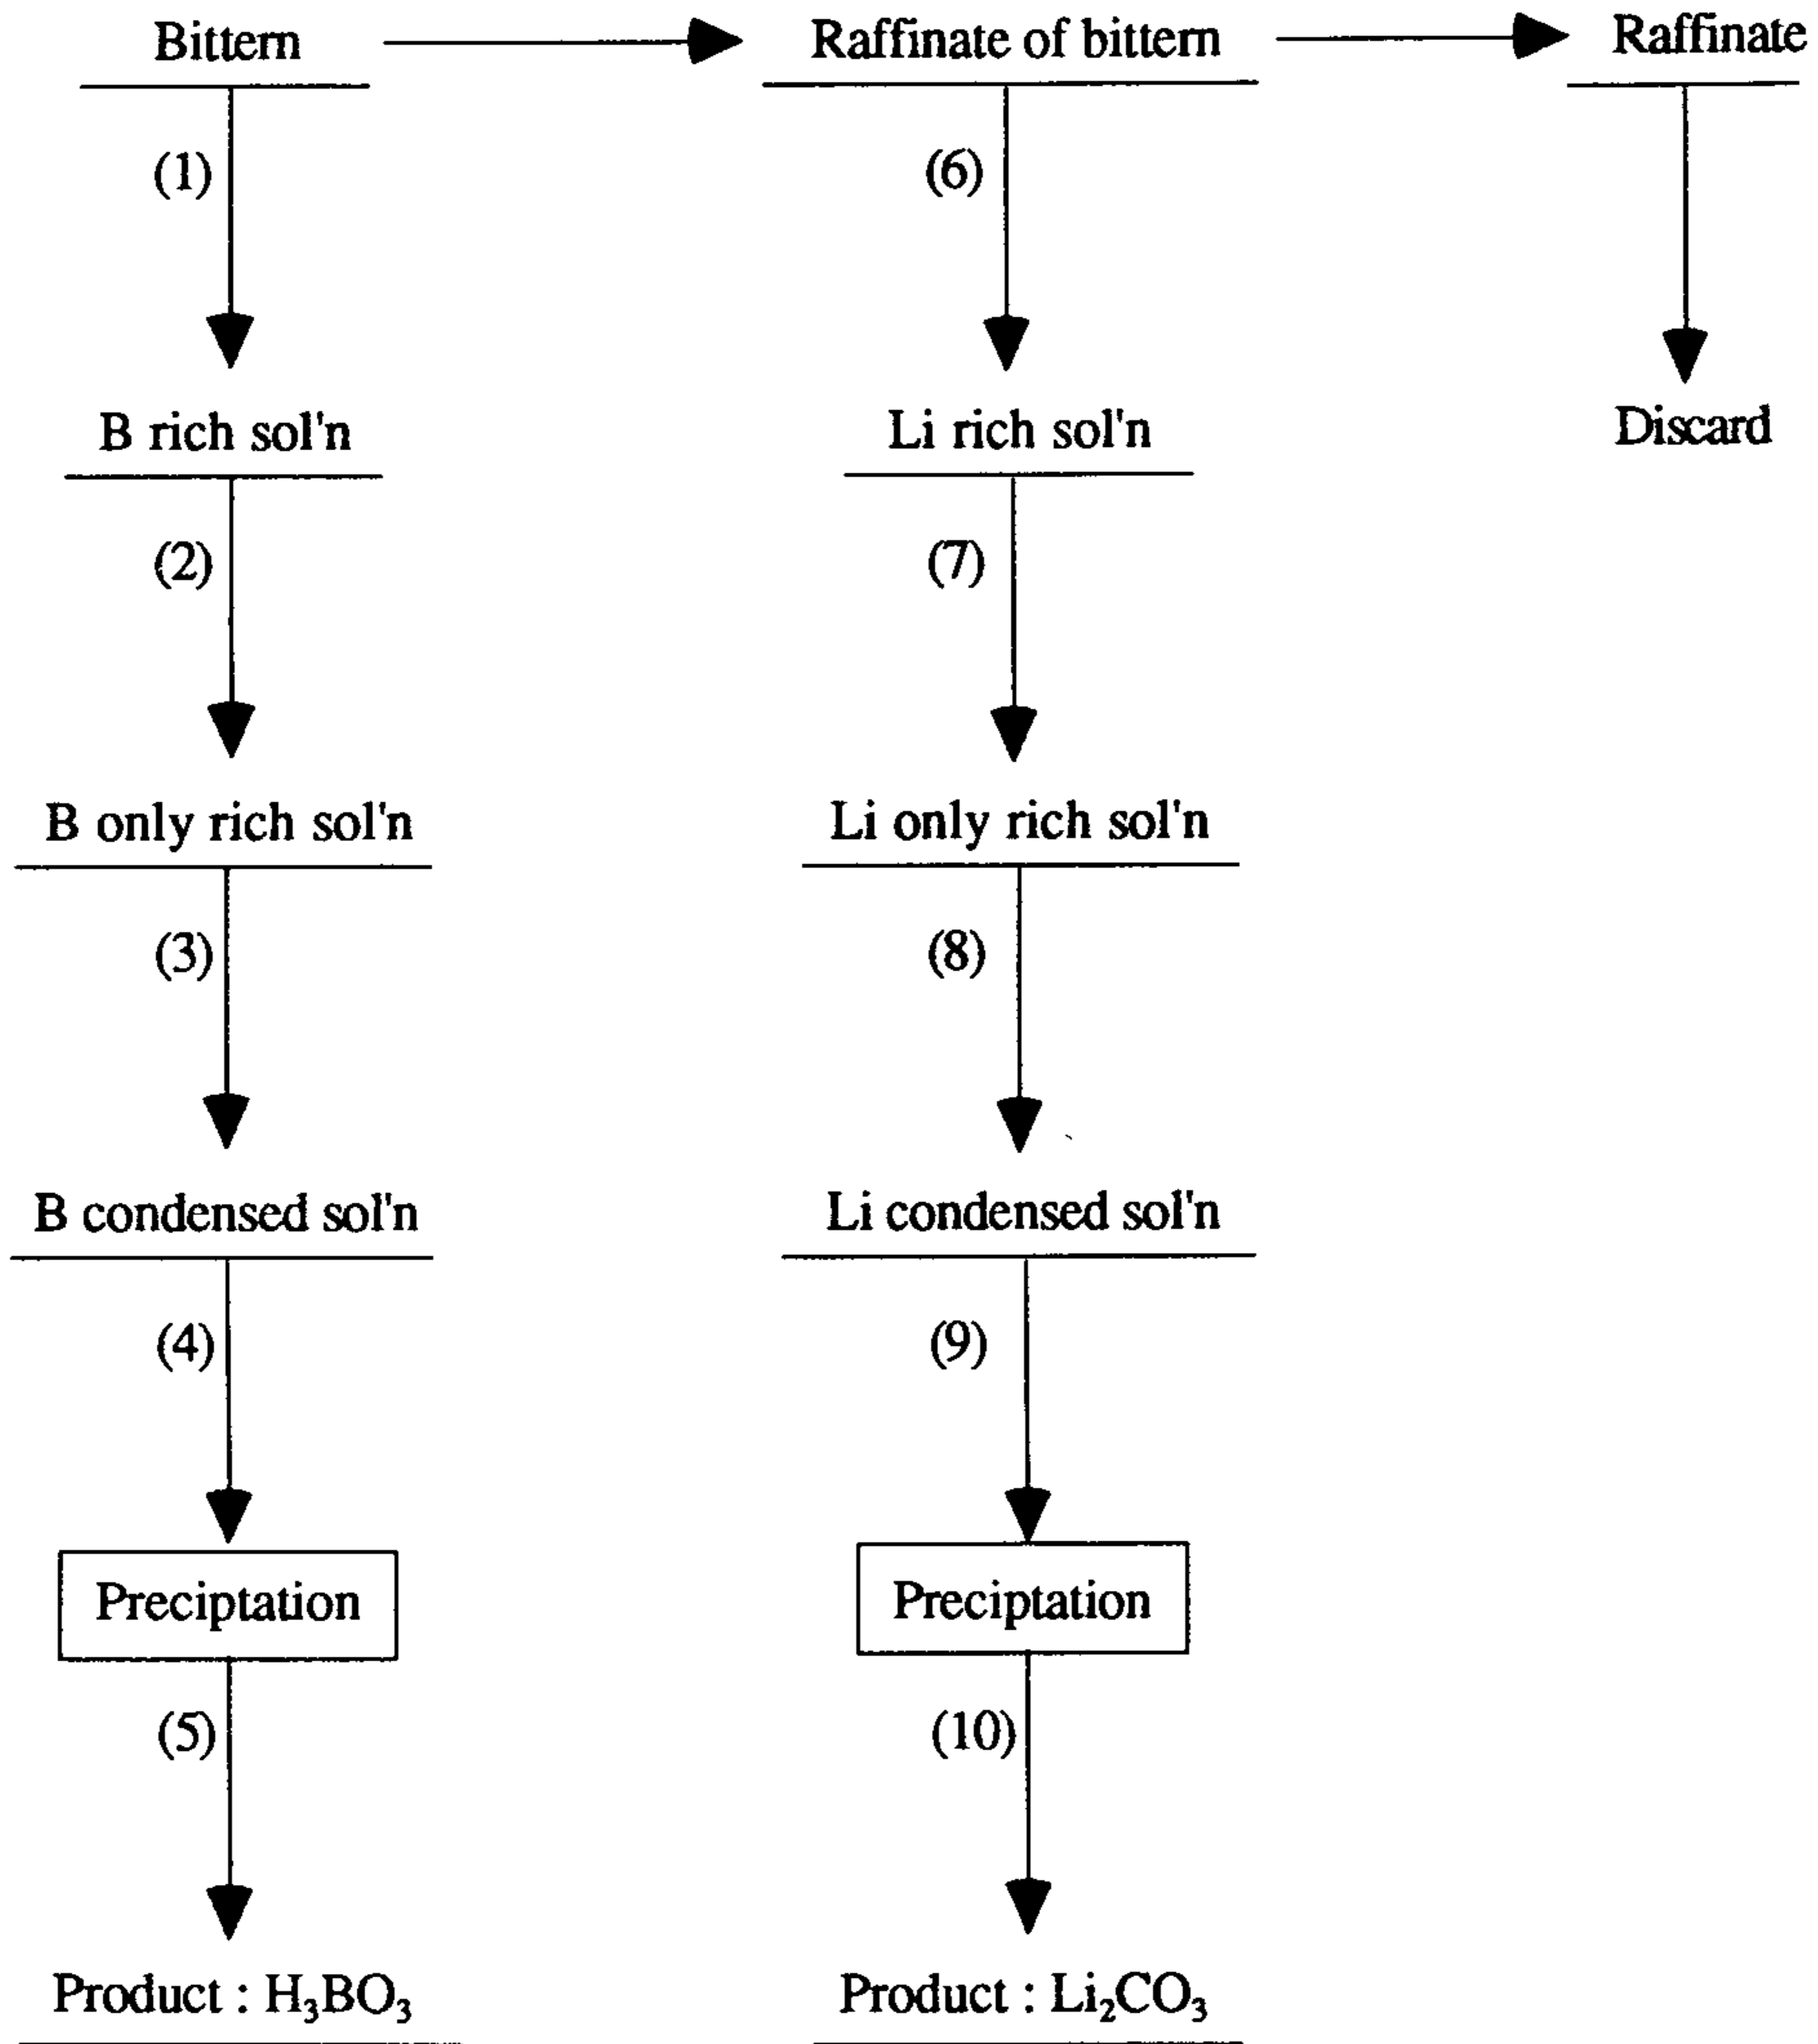 Bittern
Raffinate of bittern
Raffinate
(1)
(6)
B rich sol'n
Li rich sol'n
Discard
(2)
(7)
B only rich sol'n
Li only rich sol'n
(3)
(8)
B condensed sol'n
Li condensed sol'n
(4)
(9)
Preciptation
Preciptation
(5)
(10)
Product : H₃BO₃
Product : Li₂CO₃